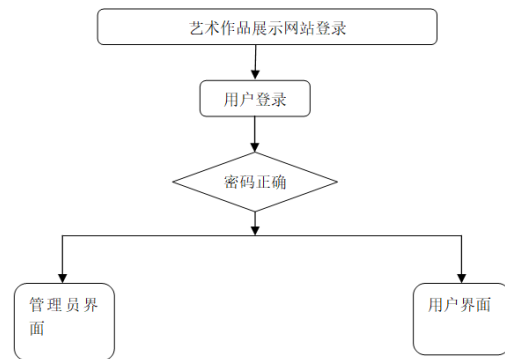 艺术作品展示网站登录
用户登录
密码正确
管理员界
面
用户界面